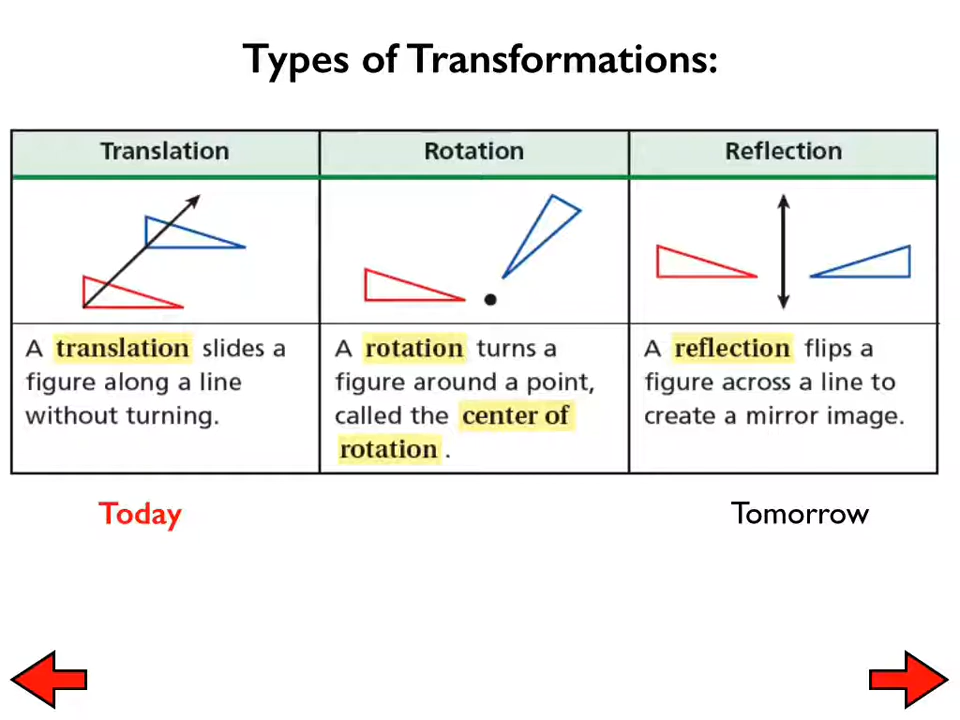 Types of Transformations:
Translation
Rotation
Reflection
A translation slides a
figure along a line
without turning.
A rotation turns a
figure around a point,
called the center of
rotation.
A reflection flips a
figure across a line to
create a mirror image.
Today
Tomorrow